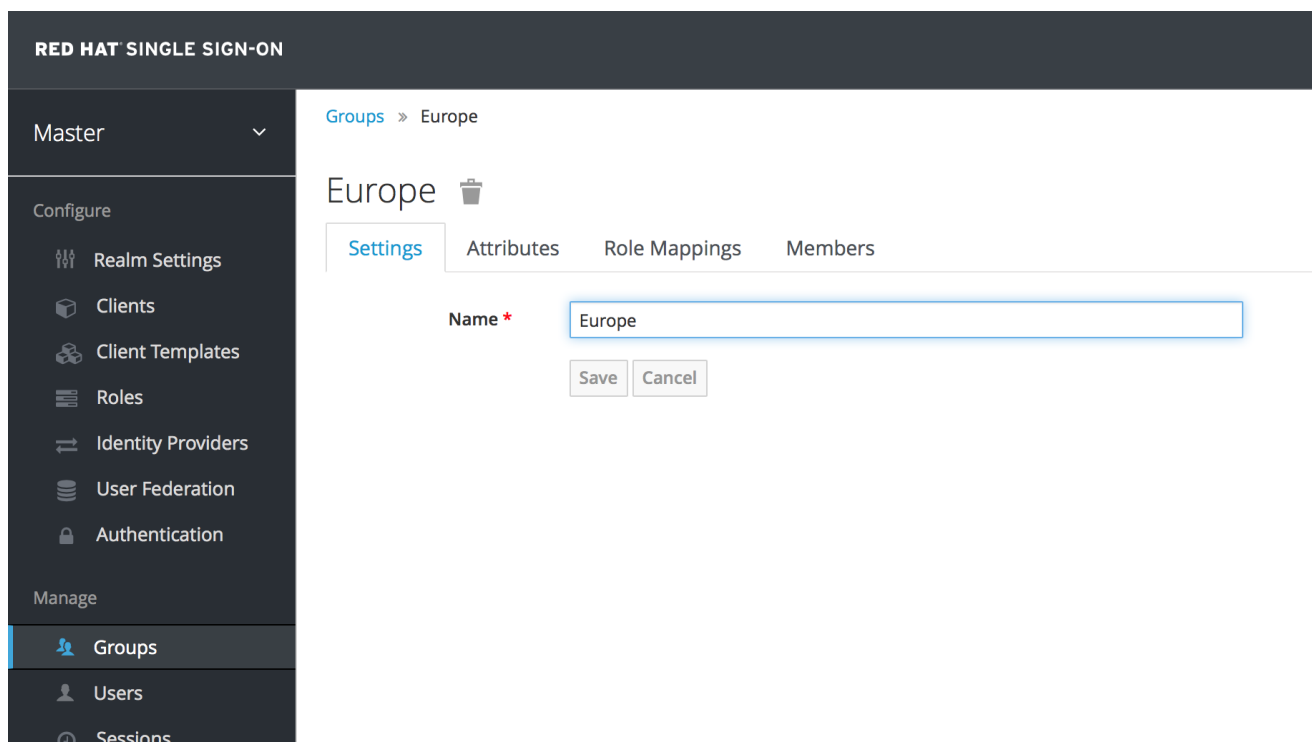 RED HAT® SINGLE SIGN-ON
Master
Configure
Realm Settings
Clients
Client Templates
Roles
Identity Providers
User Federation
Authentication
Manage
Groups
Users
Sessions
Groups » Europe
Europe
Settings Attributes Role Mappings Members
Name * Europe
Save Cancel